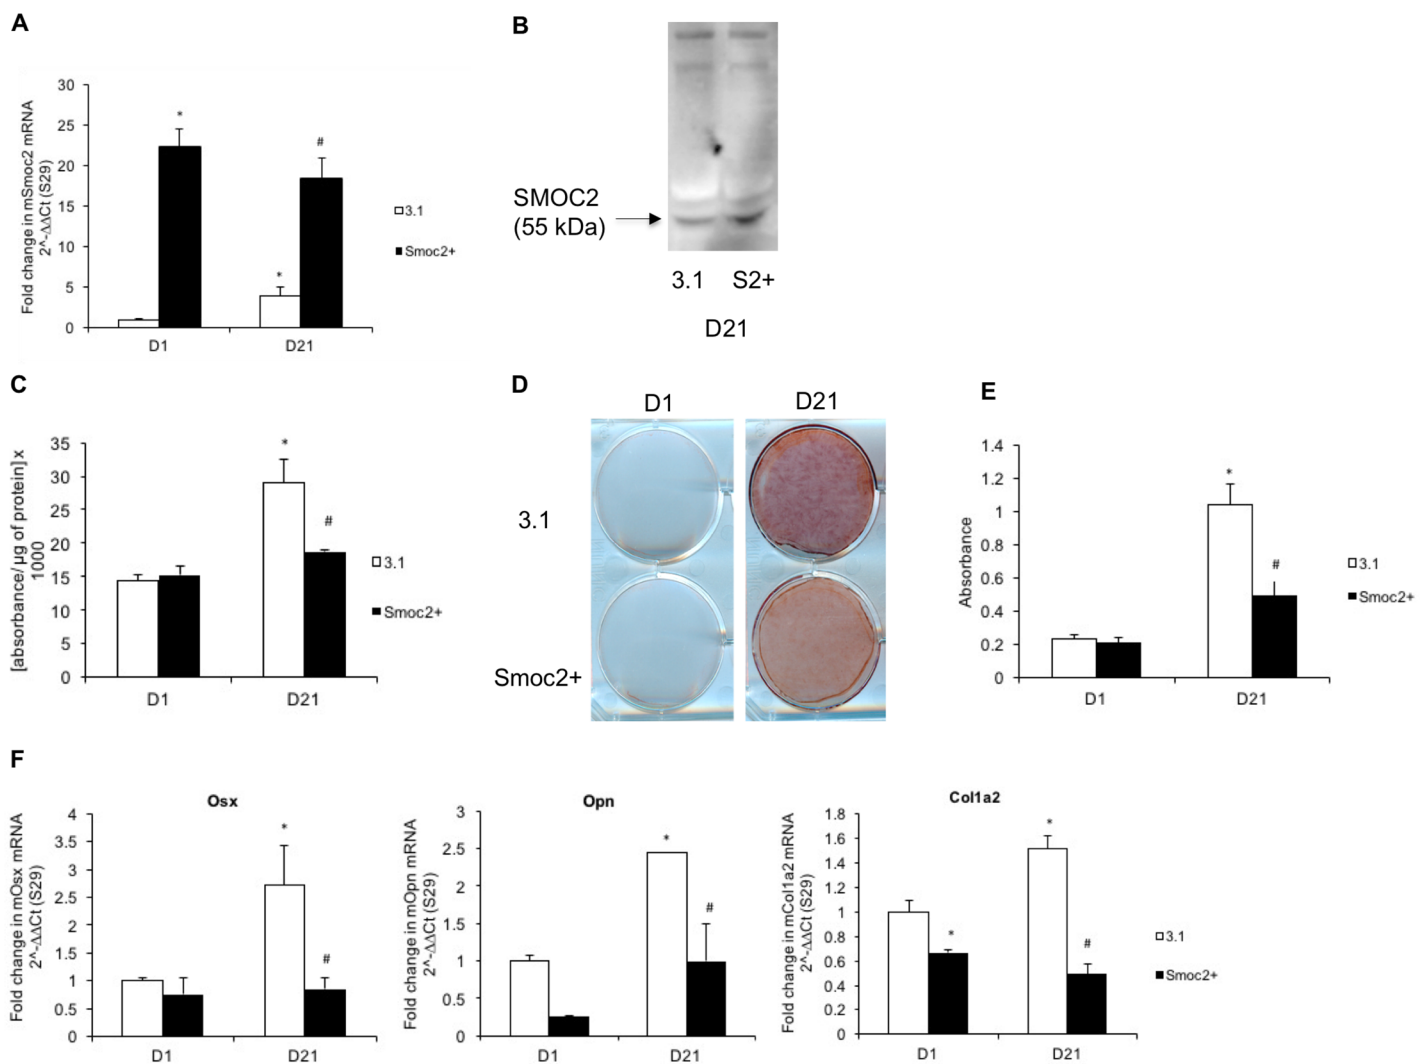 A
Fold change in mSmoc2 mRNA
2^-ΔΔCt (S29)
30
25
20
15
10
5
0
*
*
#
D1
D21
3.1
Smoc2+
B
SMOC2
(55 kDa)
3.1 S2+
D21
C
[absorbance/ µg of protein]x
1000
35
30
25
20
15
10
5
0
*
#
D1
D21
3.1
Smoc2+
D
D1
D21
3.1
Smoc2+
E
Absorbance
1.4
1.2
1
0.8
0.6
0.4
0.2
0
*
#
D1
D21
3.1
Smoc2+
F
Osx
Fold change in mOsx mRNA
2^-ΔΔCt (S29)
4
3.5
3
2.5
2
1.5
1
0.5
0
*
#
D1
D21
Opn
Fold change in mOpn mRNA
2^-ΔΔCt (S29)
3
2.5
2
1.5
1
0.5
0
*
#
D1
D21
Col1a2
Fold change in mCol1a2 mRNA
2^-ΔΔCt (S29)
1.8
1.6
1.4
1.2
1
0.8
0.6
0.4
0.2
0
*
*
#
D1
D21
3.1
Smoc2+